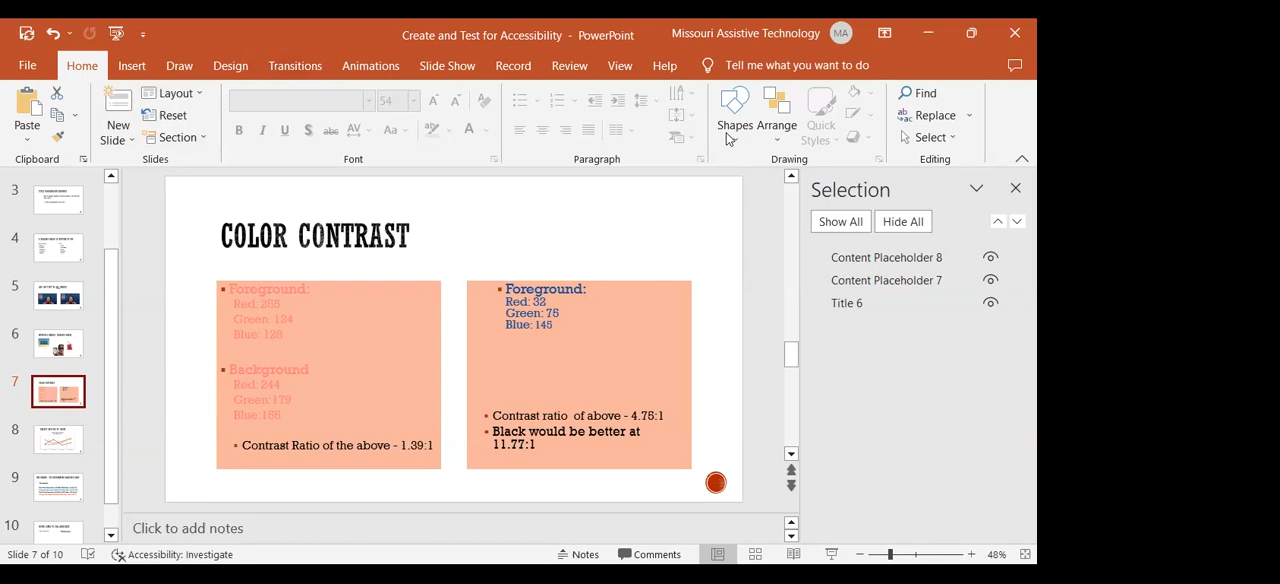 Create and Test for Accessibility - PowerPoint
Missouri Assistive Technology
MA
File Home Insert Draw Design Transitions Animations Slide Show Record Review View Help Tell me what you want to do
Paste
Clipboard
New Slide
Layout
Reset
Section
Slides
54
B I U S abc AV Aa A
Font
Paragraph
Shapes
Arrange
Quick Styles
Drawing
Find
Replace
Select
Editing
3
4
5
6
7
8
9
10
COLOR CONTRAST
Foreground:
Red: 255
Green: 124
Blue: 128
Background
Red: 244
Green: 179
Blue: 155
Contrast Ratio of the above - 1.39:1
Foreground:
Red: 32
Green: 75
Blue: 145
Contrast ratio of above - 4.75:1
Black would be better at
11.77:1
Click to add notes
Selection
Show All Hide All
Content Placeholder 8
Content Placeholder 7
Title 6
Slide 7 of 10 Accessibility: Investigate Notes Comments 48%